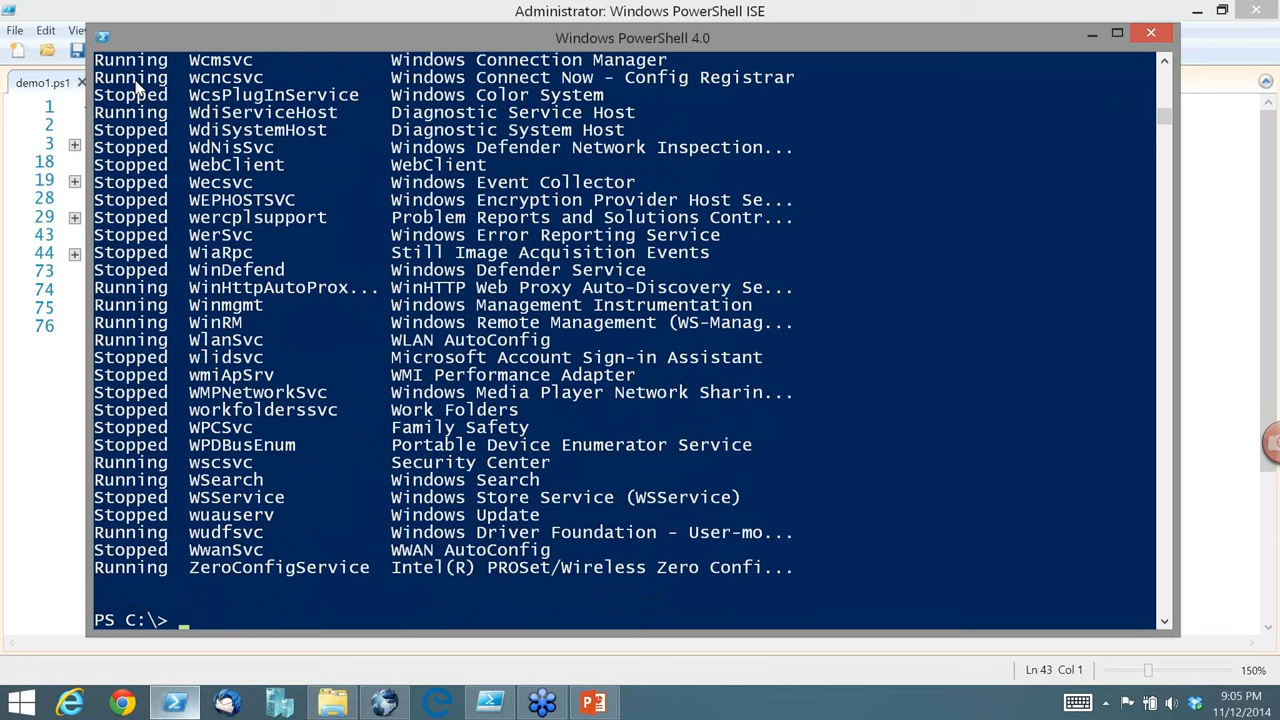 Administrator: Windows PowerShell ISE
File Edit
Windows PowerShell 4.0
demo1.ps1
1
2
3
18
19
28
29
43
44
73
74
75
76
Running Wcmsvc Windows Connection Manager
Running wcncsvc Windows Connect Now - Config Registrar
Stopped WcsPlugInService Windows Color System
Running WdiServiceHost Diagnostic Service Host
Stopped WdiSystemHost Diagnostic System Host
Stopped WdNisSvc Windows Defender Network Inspection...
Stopped WebClient WebClient
Stopped Wecsvc Windows Event Collector
Stopped WEPHOSTSVC Windows Encryption Provider Host Se...
Stopped wercplsupport Problem Reports and Solutions Contr...
Stopped WerSvc Windows Error Reporting Service
Stopped WiaRpc Still Image Acquisition Events
Stopped WinDefend Windows Defender Service
Running WinHttpAutoProx... WinHTTP Web Proxy Auto-Discovery Se...
Running Winmgmt Windows Management Instrumentation
Running WinRM Windows Remote Management (WS-Manag...
Running WlanSvc WLAN AutoConfig
Stopped wlidsvc Microsoft Account Sign-in Assistant
Stopped wmiApSrv WMI Performance Adapter
Stopped WMPNetworkSvc Windows Media Player Network Sharin...
Stopped workfolderssvc Work Folders
Stopped WPCSvc Family Safety
Stopped WPDBusEnum Portable Device Enumerator Service
Running wscsvc Security Center
Running WSearch Windows Search
Stopped WSService Windows Store Service (WSService)
Stopped wuauserv Windows Update
Running wudfsvc Windows Driver Foundation - User-mo...
Stopped WwanSvc WWAN AutoConfig
Running ZeroConfigService Intel(R) PROSet/Wireless Zero Confi...
PS C:\> _
Ln 43 Col 1 150%
9:05 PM
11/12/2014